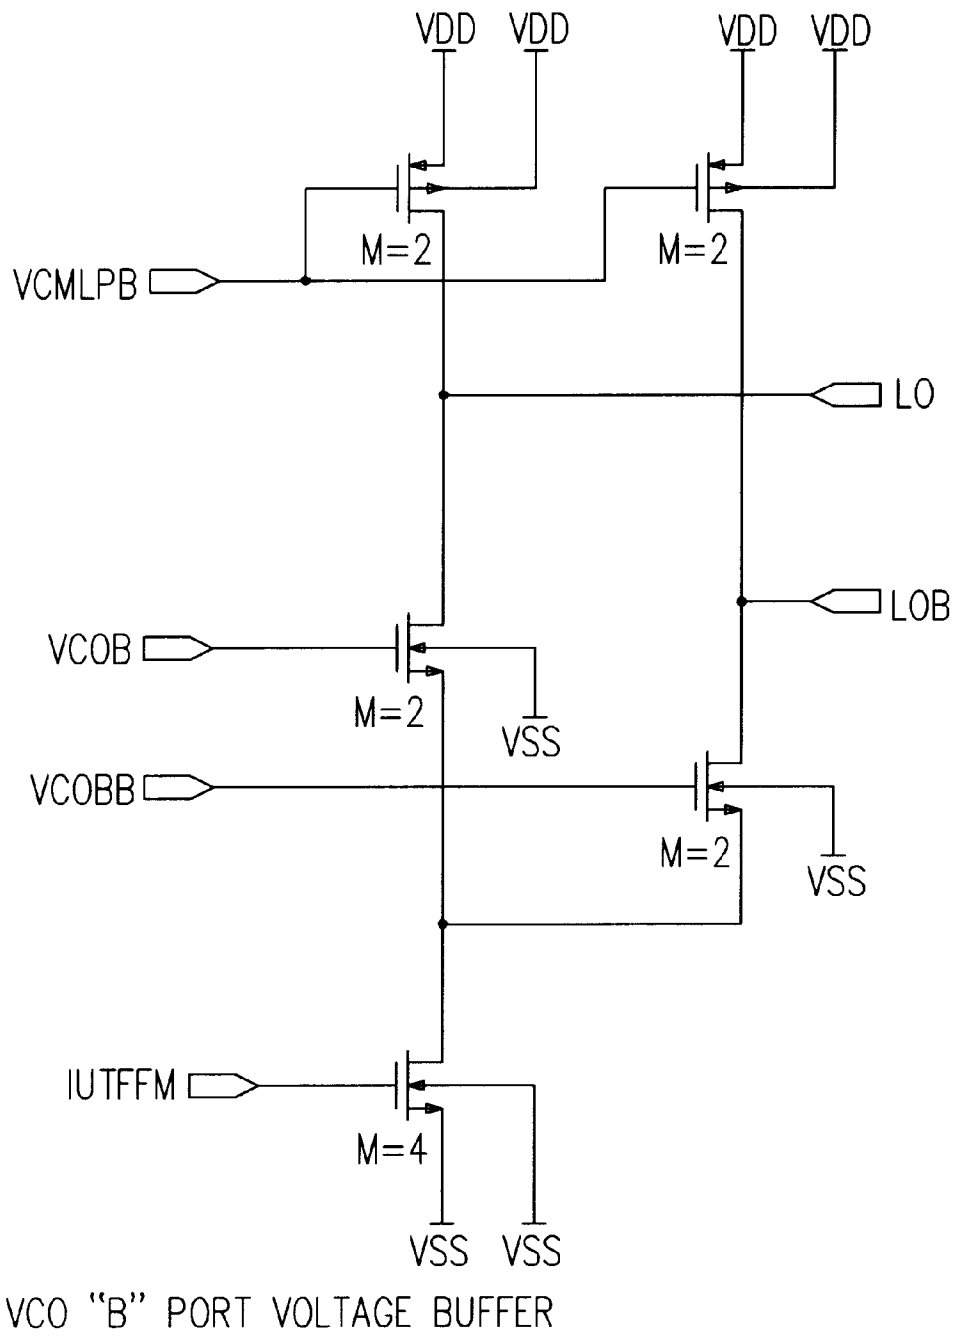 VDD VDD VDD VDD
M=2 M=2
VCMLPB
LO
LOB
VCOB
M=2
VSS
VCOBB
M=2
VSS
IUTFFM
M=4
VSS VSS
VCO "B" PORT VOLTAGE BUFFER